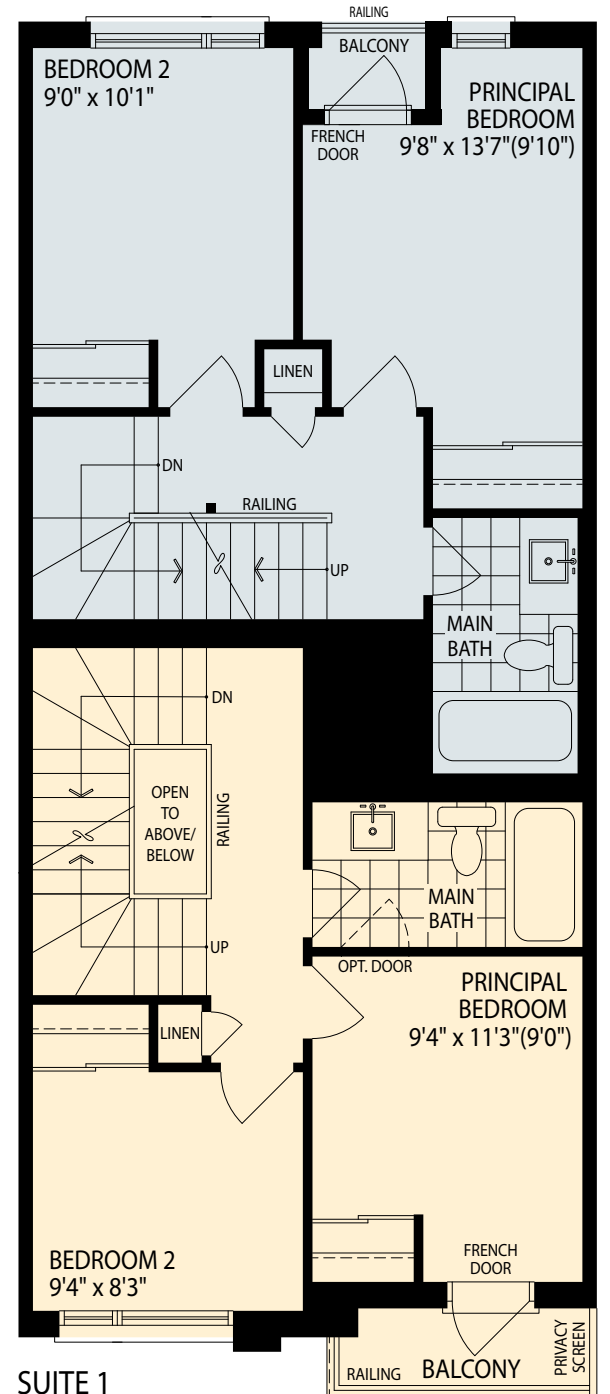 RAILING
BALCONY
BEDROOM 2
9'0" x 10'1"
PRINCIPAL
BEDROOM
9'8" x 13'7"(9'10")
FRENCH
DOOR
LINEN
DN
RAILING
UP
MAIN
BATH
DN
OPEN
TO
ABOVE/
BELOW
RAILING
UP
MAIN
BATH
OPT. DOOR
PRINCIPAL
BEDROOM
9'4" x 11'3"(9'0")
LINEN
BEDROOM 2
9'4" x 8'3"
FRENCH
DOOR
PRIVACY
SCREEN
RAILING
BALCONY
SUITE 1